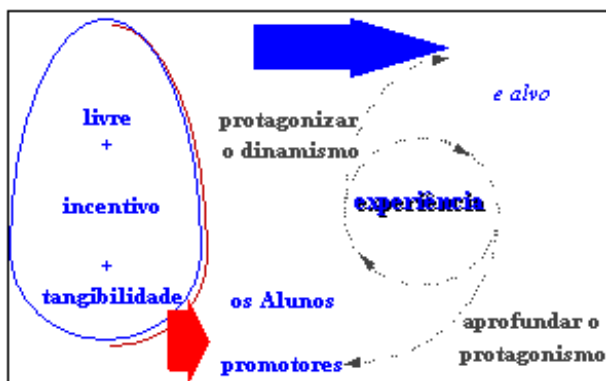 livre
+
incentivo
+
tangibilidade
protagonizar
o dinamismo
e alvo
experiência
os Alunos
promotores
aprofundar o
protagonismo